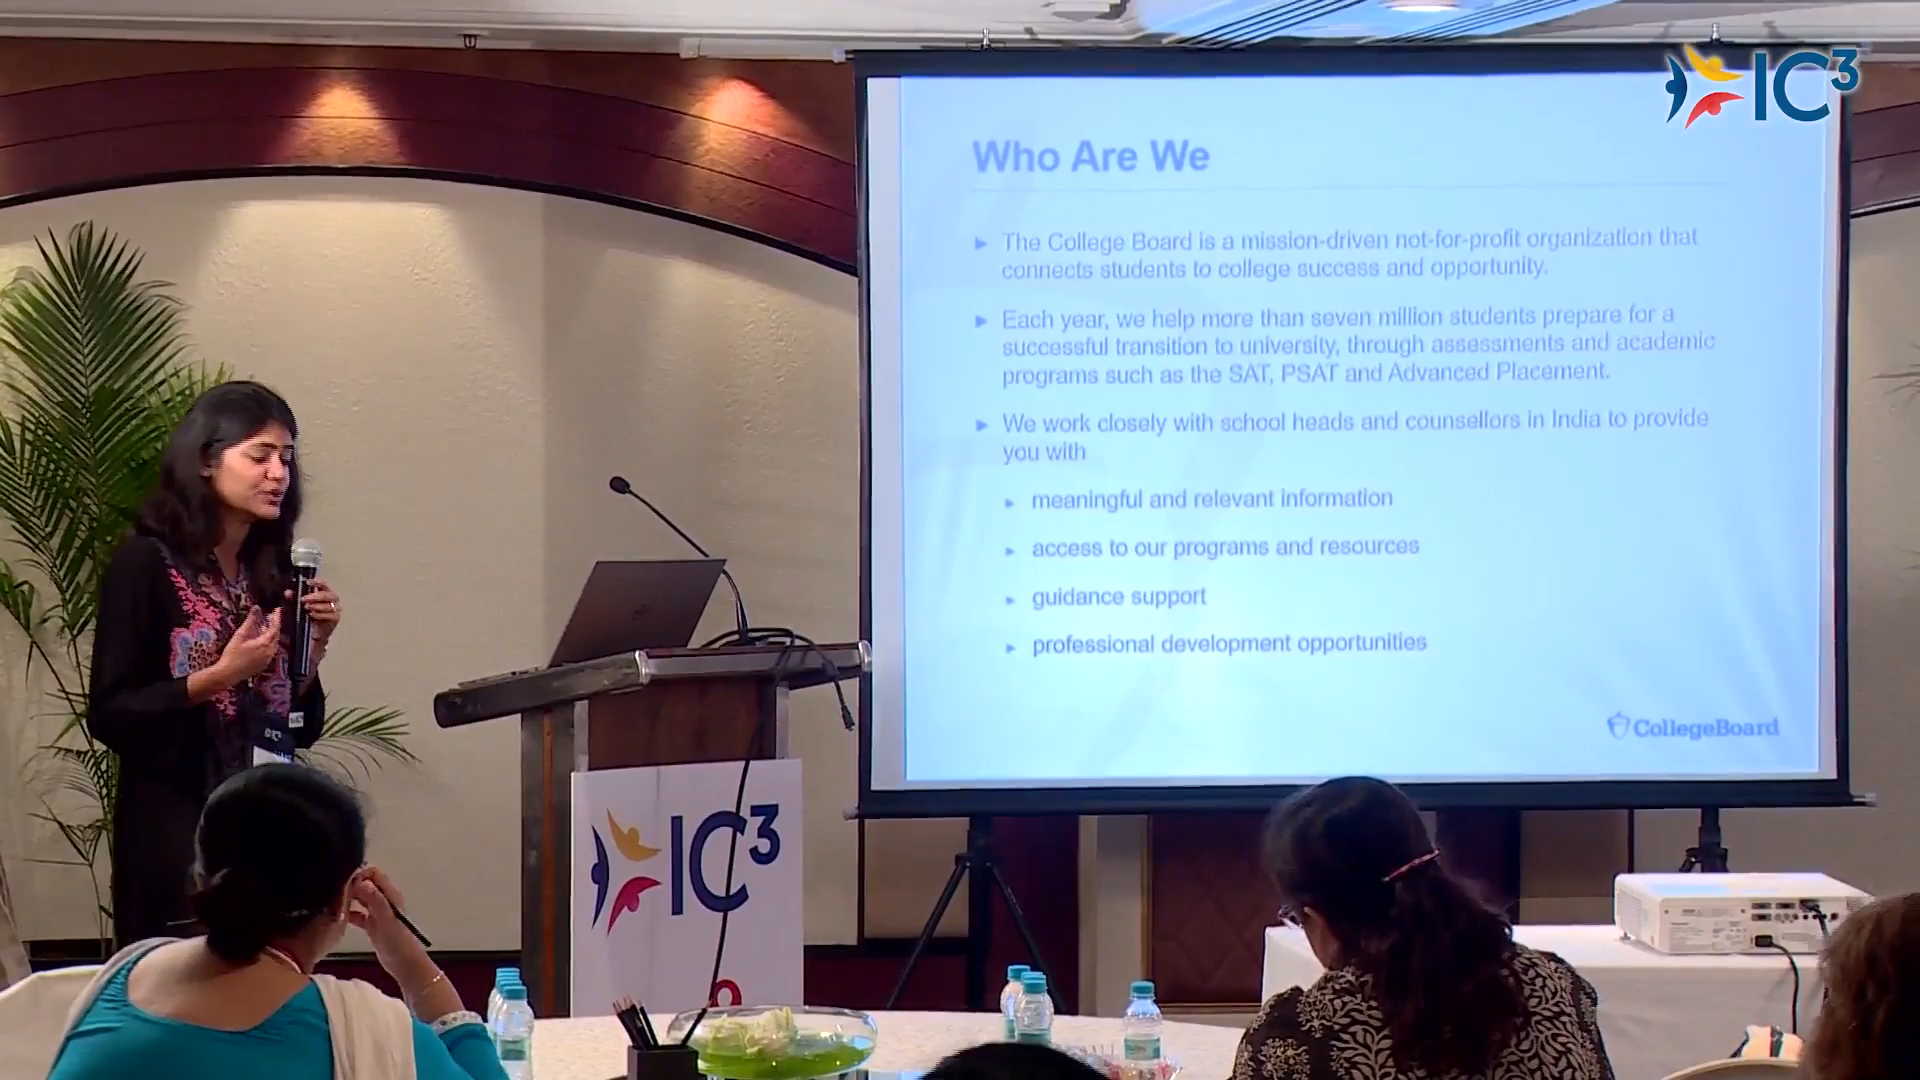 IC³
Who Are We
The College Board is a mission-driven not-for-profit organization that
connects students to college success and opportunity.
Each year, we help more than seven million students prepare for a
successful transition to university, through assessments and academic
programs such as the SAT, PSAT and Advanced Placement.
We work closely with school heads and counsellors in India to provide
you with
meaningful and relevant information
access to our programs and resources
guidance support
professional development opportunities
CollegeBoard
IC³